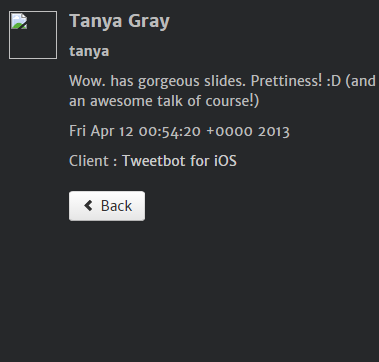 Tanya Gray
tanya
Wow. has gorgeous slides. Prettiness! :D (and
an awesome talk of course!)
Fri Apr 12 00:54:20 +0000 2013
Client : Tweetbot for iOS
Back